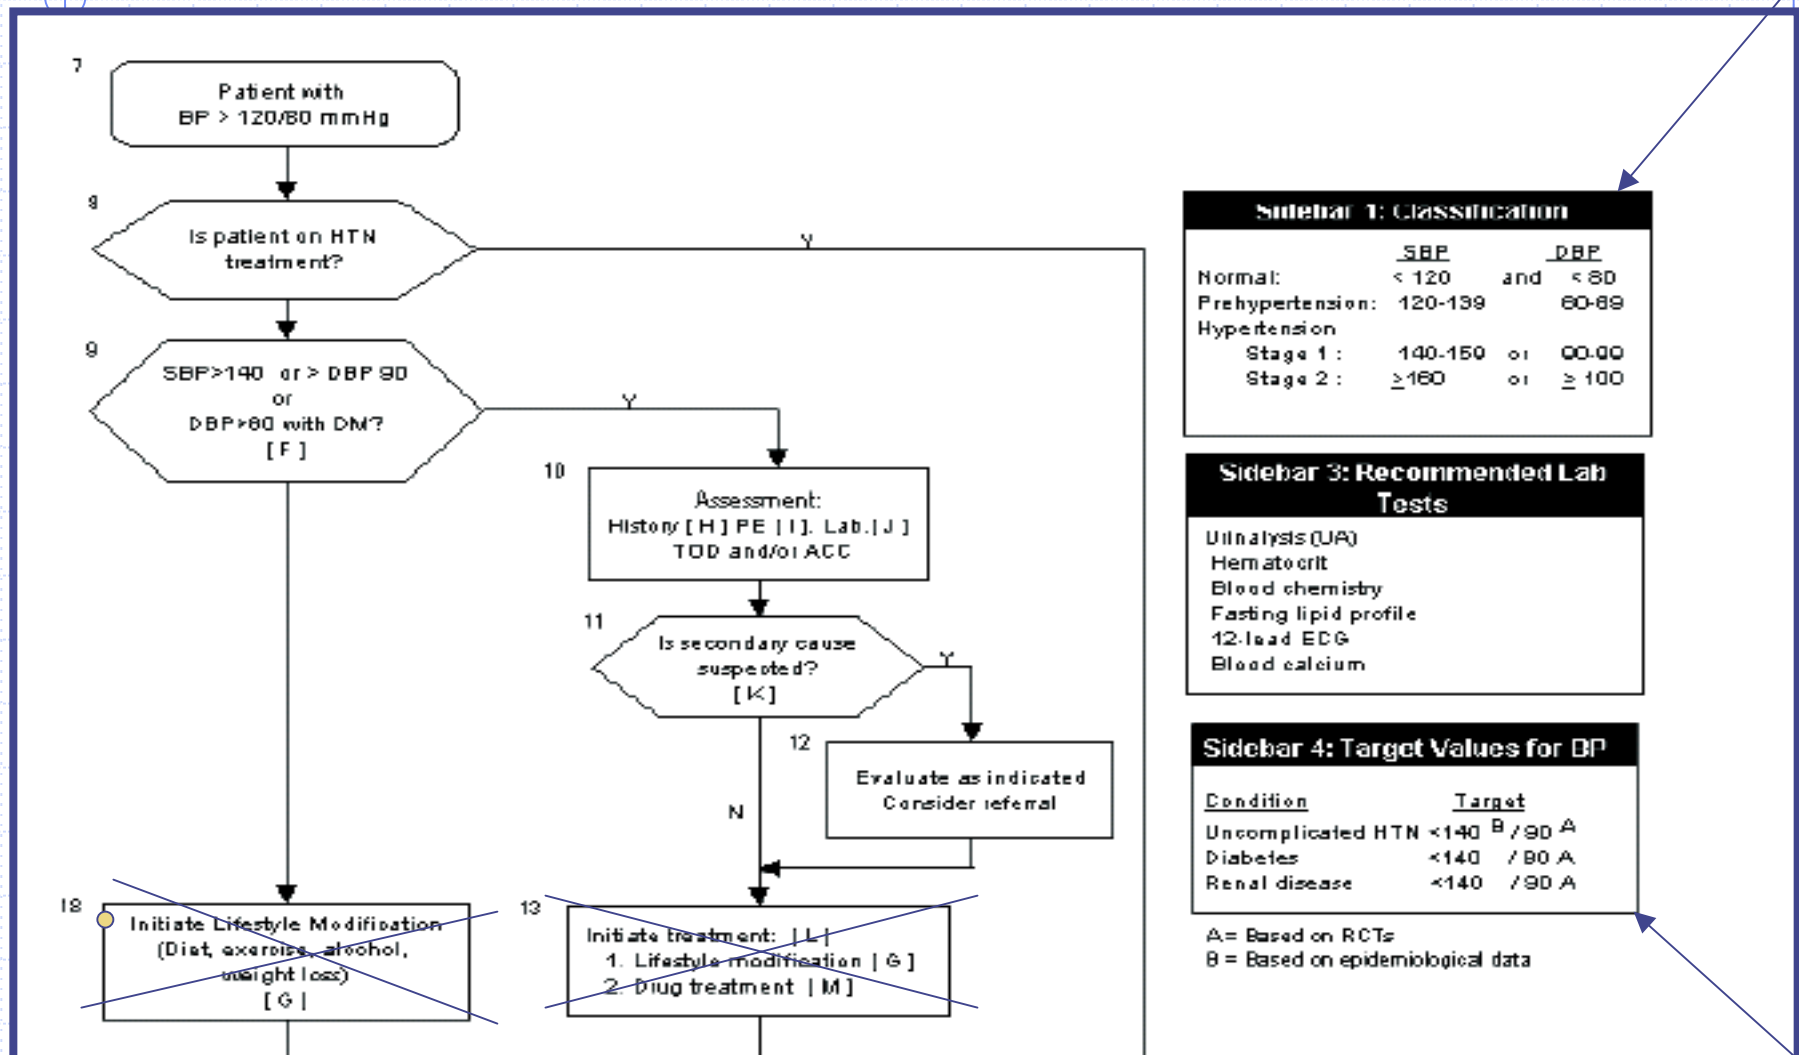 7
Patient with
BP > 120/80 mmHg
8
Is patient on HTN
treatment?
Y
9
SBP>140 or > DBP 90
or
DBP>80 with DM?
[ F ]
Y
10
Assessment:
History [ H ] PE [ I ]. Lab.[ J ]
TOD and/or ACC
11
Is secondary cause
suspected?
[ K ]
Y
12
Evaluate as indicated
Consider referral
N
18
Initiate Lifestyle Modification
(Diet, exercise, alcohol,
weight loss)
[ G ]
13
Initiate treatment: [ L ]
1. Lifestyle modification [ G ]
2. Drug treatment [ M ]
Sidebar 1: Classification
SBP DBP
Normal: < 120 and < 80
Prehypertension: 120-139 80-89
Hypertension
Stage 1 : 140-159 or 90-99
Stage 2 : ≥160 or ≥ 100
Sidebar 3: Recommended Lab
Tests
Urinalysis (UA)
Hematocrit
Blood chemistry
Fasting lipid profile
12-lead ECG
Blood calcium
Sidebar 4: Target Values for BP
Condition Target
Uncomplicated HTN <140 B / 90 A
Diabetes <140 / 80 A
Renal disease <140 / 90 A
A = Based on RCTs
B = Based on epidemiological data